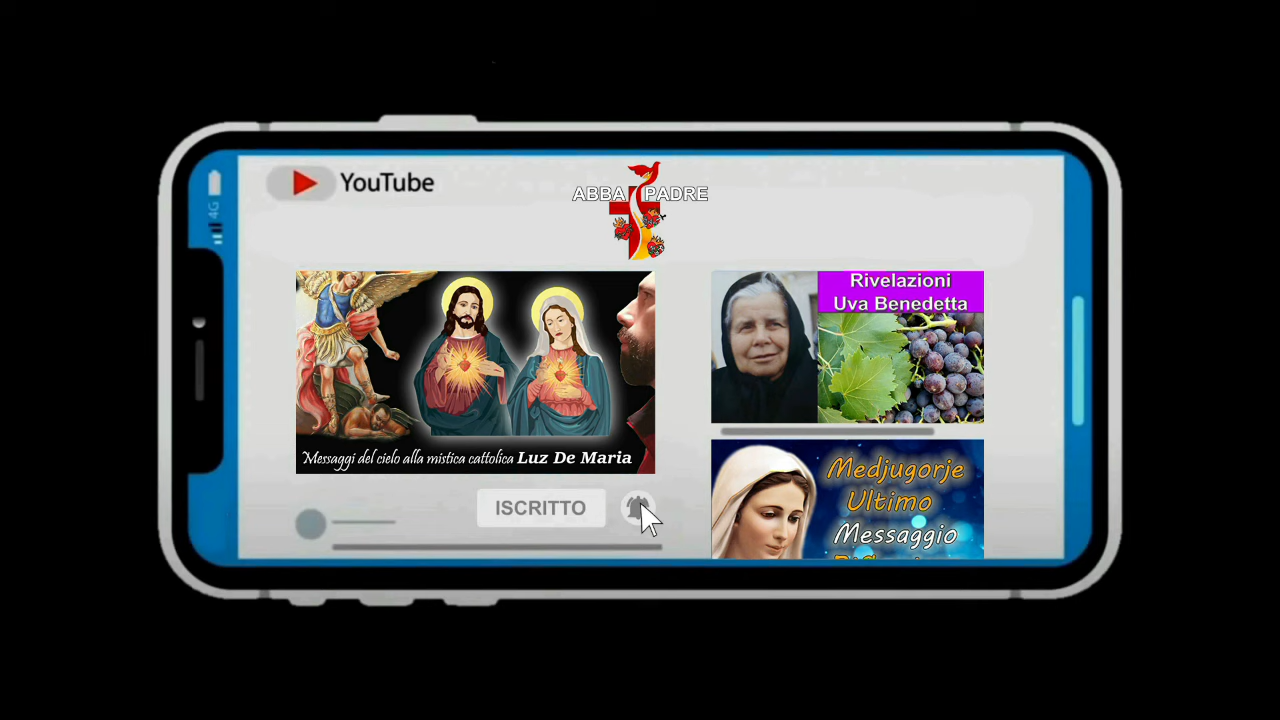 YouTube
ABBA PADRE
4G
Rivelazioni
Uva Benedetta
Messaggi del cielo alla mistica cattolica Luz De Maria
Medjugorje
Ultimo
Messaggio
ISCRITTO